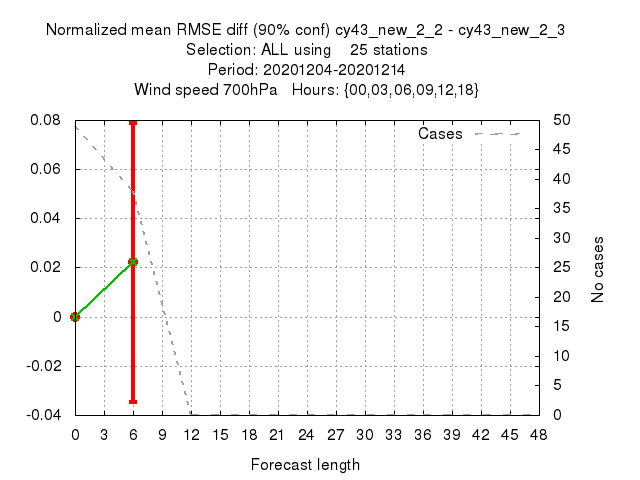 Normalized mean RMSE diff (90% conf) cy43_new_2_2 - cy43_new_2_3
Selection: ALL using    25 stations
Period: 20201204-20201214
Wind speed 700hPa   Hours: {00,03,06,09,12,18}
Cases
0.08
0.06
0.04
0.02
0
-0.02
-0.04
50
45
40
35
30
25
20
15
10
5
0
No cases
0 3 6 9 12 15 18 21 24 27 30 33 36 39 42 45 48
Forecast length